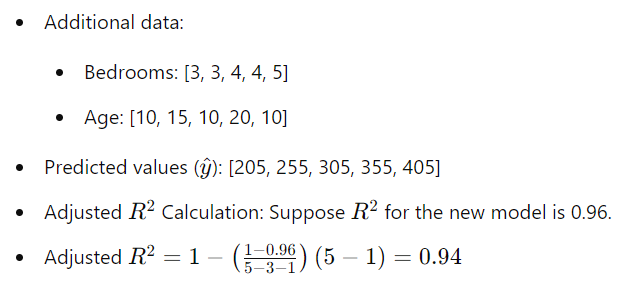 • Additional data:
• Bedrooms: [3, 3, 4, 4, 5]
• Age: [10, 15, 10, 20, 10]
• Predicted values (ŷ): [205, 255, 305, 355, 405]
• Adjusted R² Calculation: Suppose R² for the new model is 0.96.
• Adjusted R² = 1 − (\frac{1−0.96}{5−3−1}) (5 − 1) = 0.94